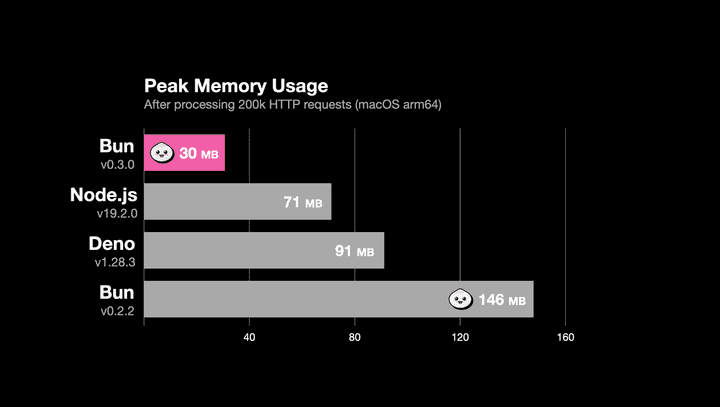 Peak Memory Usage
After processing 200k HTTP requests (macOS arm64)
Bun
v0.3.0
30 MB
Node.js
v19.2.0
71 MB
Deno
v1.28.3
91 MB
Bun
v0.2.2
146 MB
40 80 120 160